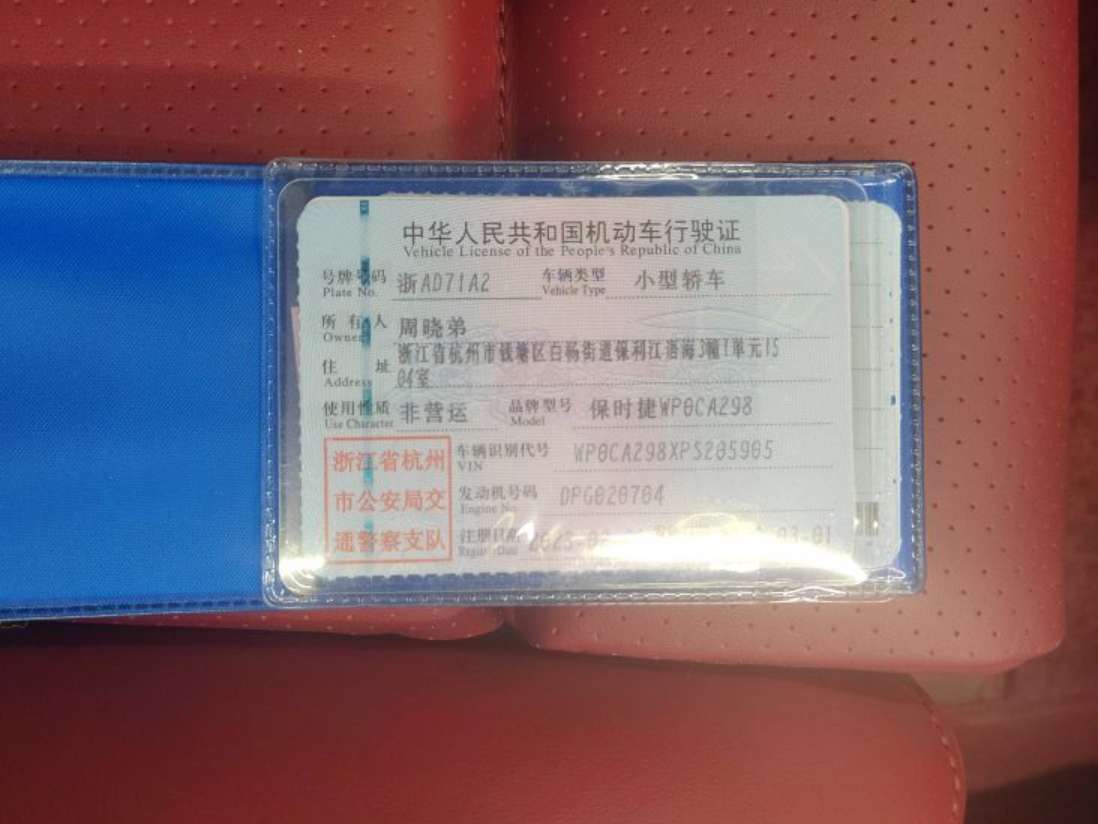 中华人民共和国机动车行驶证
Vehicle License of the People's Republic of China
号牌号码 浙AD71A2 车辆类型 小型轿车
Plate No. Vehicle Type
所有人 周晓弟
Owner
浙江省杭州市钱塘区白杨街道保利江语海3幢1单元15
住址 04室
Address
使用性质 非营运 品牌型号 保时捷WP0CA298
Use Character Model
浙江省杭州 车辆识别代号 WP0CA298XPS205905
VIN
市公安局交 发动机号码 DPG020704
Engine No.
通警察支队 注册日期 2023-02 03-01
Register Date